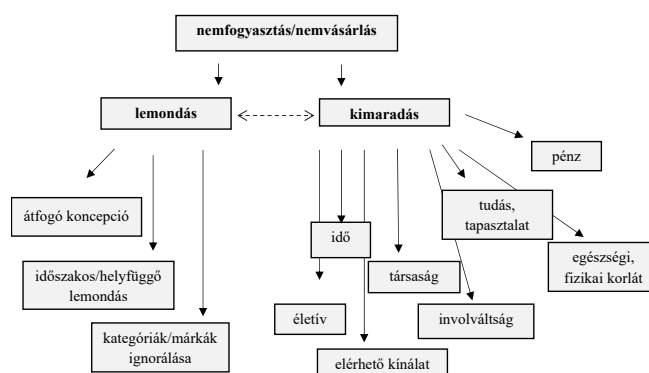 nemfogyasztás/nemvásárlás
lemondás
kimaradás
pénz
átfogó koncepció
tudás,
tapasztalat
idő
egészségi,
fizikai korlát
időszakos/helyfüggő
lemondás
társaság
életív
involváltság
kategóriák/márkák
ignorálása
elérhető kínálat